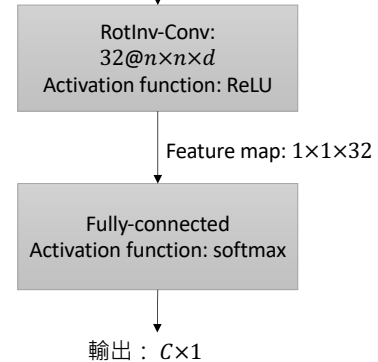 RotInv-Conv:
32@n×n×d
Activation function: ReLU
Feature map: 1×1×32
Fully-connected
Activation function: softmax
輸出：C×1